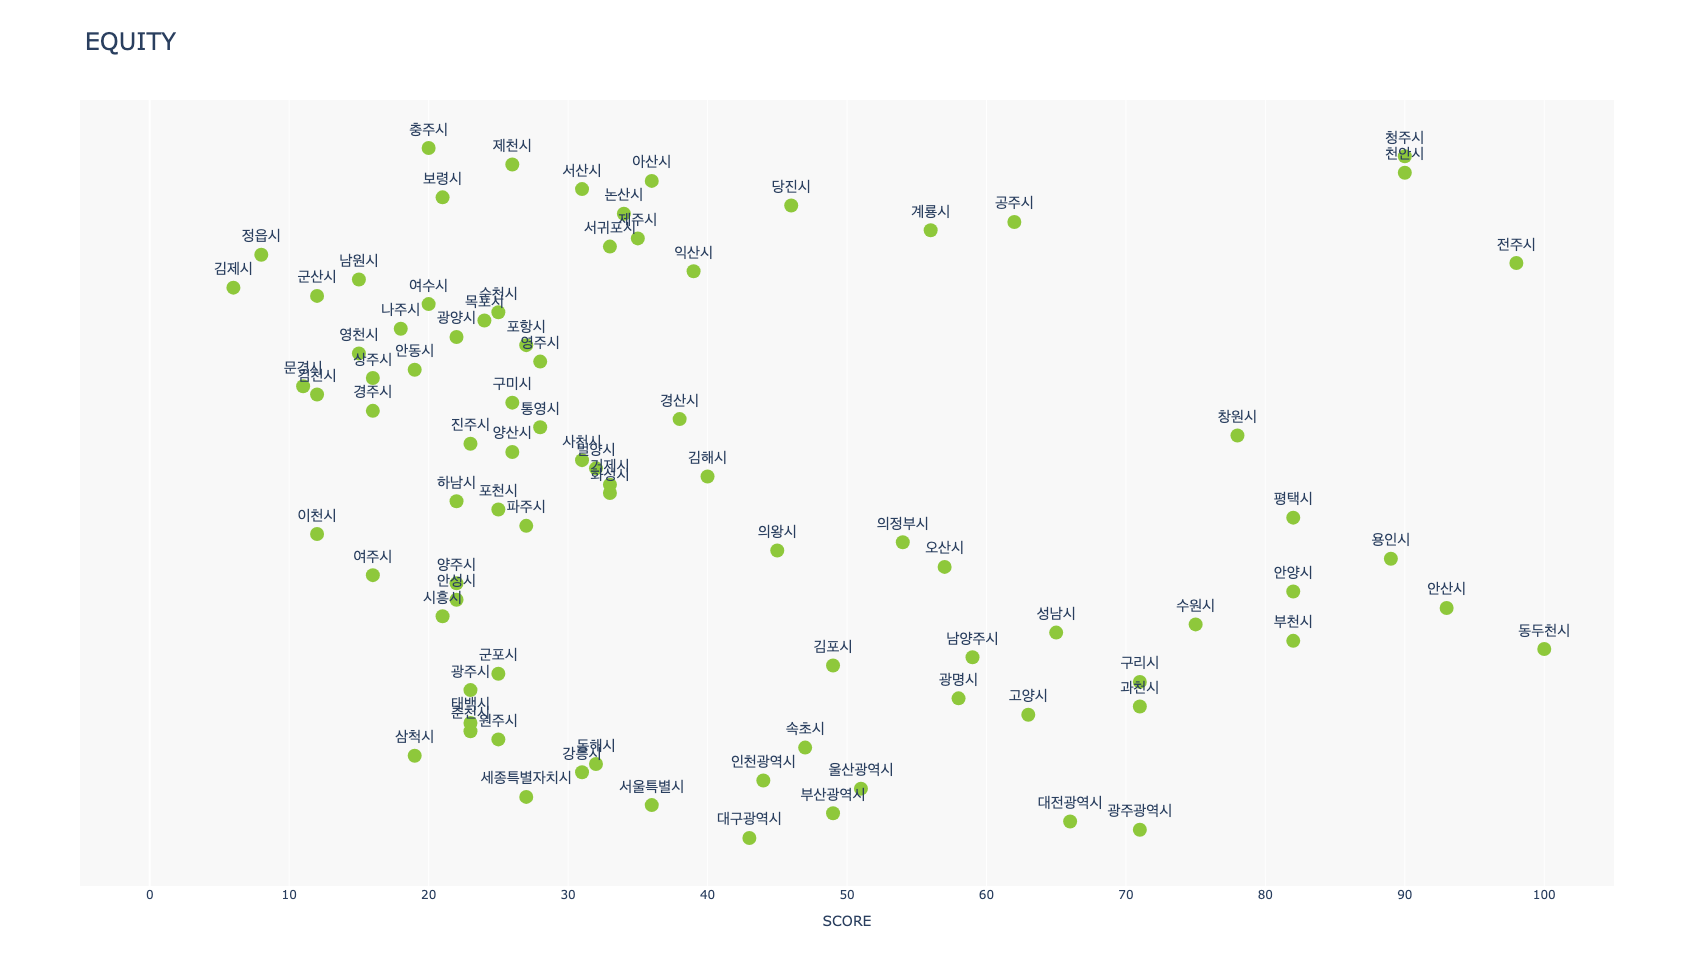 EQUITY
충주시
청주시
제천시
천안시
아산시
서산시
보령시
당진시
논산시
공주시
계룡시
제주시
서귀포시
정읍시
전주시
익산시
남원시
김제시
군산시
여수시
순천시
목포시
나주시
광양시
포항시
영천시
영주시
안동시
상주시
문경시
김천시
경주시
구미시
경산시
통영시
창원시
진주시
양산시
사천시
밀양시
김해시
거제시
화성시
하남시
포천시
평택시
파주시
이천시
의정부시
의왕시
용인시
오산시
여주시
양주시
안양시
안성시
안산시
시흥시
수원시
성남시
부천시
동두천시
남양주시
김포시
군포시
구리시
광주시
광명시
과천시
고양시
태백시
춘천시
원주시
속초시
삼척시
동해시
강릉시
인천광역시
울산광역시
세종특별자치시
서울특별시
부산광역시
대전광역시
광주광역시
대구광역시
0 10 20 30 40 50 60 70 80 90 100
SCORE